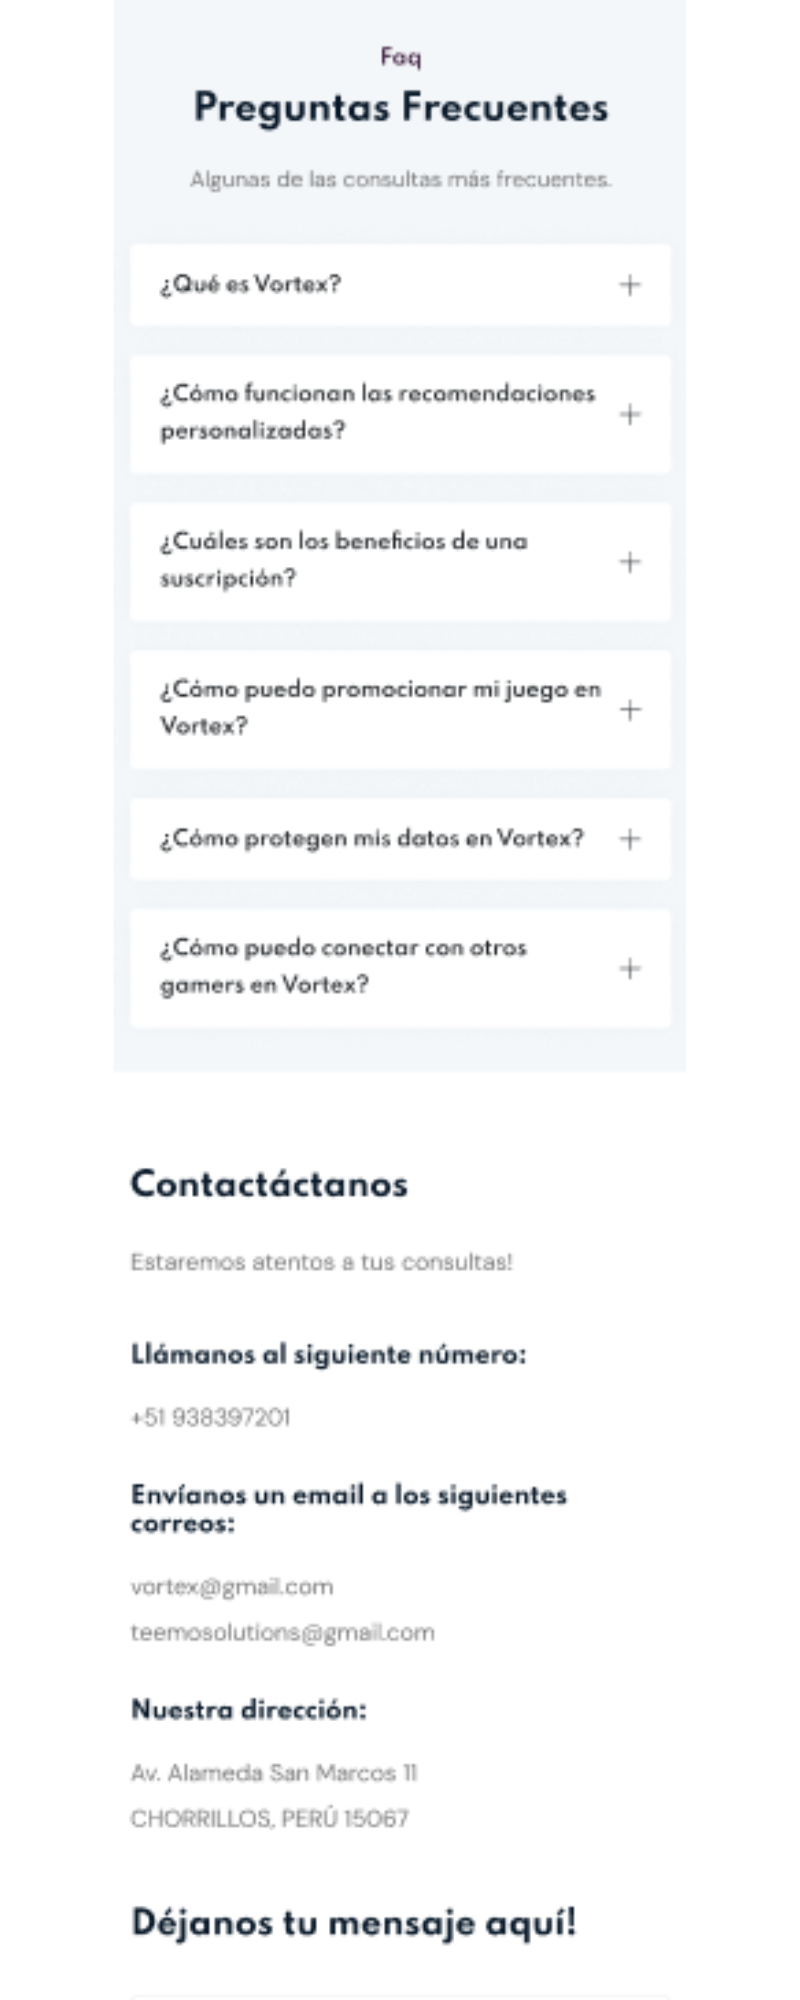 Faq
Preguntas Frecuentes
Algunas de las consultas más frecuentes.
¿Qué es Vortex?
¿Cómo funcionan las recomendaciones
personalizadas?
¿Cuáles son los beneficios de una
suscripción?
¿Cómo puedo promocionar mi juego en
Vortex?
¿Cómo protegen mis datos en Vortex?
¿Cómo puedo conectar con otros
gamers en Vortex?
Contactáctanos
Estaremos atentos a tus consultas!
Llámanos al siguiente número:
+51 938397201
Envíanos un email a los siguientes
correos:
vortex@gmail.com
teemosolutions@gmail.com
Nuestra dirección:
Av. Alameda San Marcos 11
CHORRILLOS, PERÚ 15067
Déjanos tu mensaje aquí!